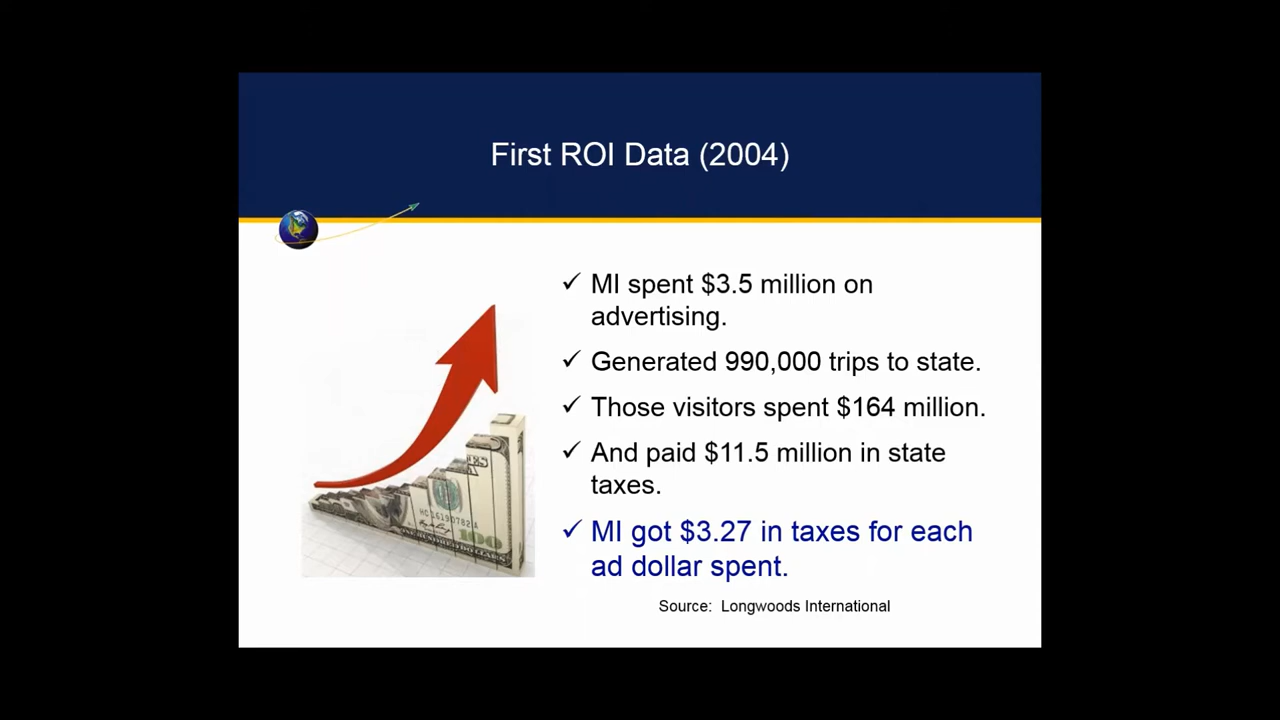 First ROI Data (2004)
✓ MI spent $3.5 million on
advertising.
✓ Generated 990,000 trips to state.
✓ Those visitors spent $164 million.
✓ And paid $11.5 million in state
taxes.
✓ MI got $3.27 in taxes for each
ad dollar spent.
Source: Longwoods International
100